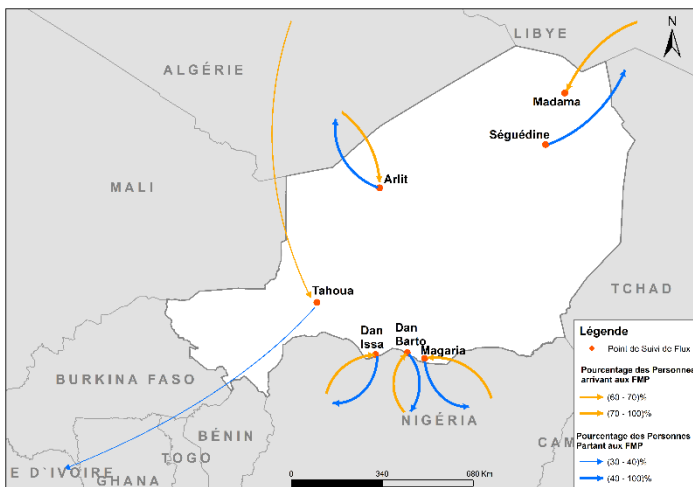 LIBYE
N
ALGÉRIE
Madama
Séguédine
Arlit
MALI
TCHAD
Tahoua
Dan
Issa
Dan
Barto
Magaria
BURKINA FASO
BÉNIN
NIGÉRIA
TOGO
E D'IVOIRE
GHANA
CAM
0 340 680 Km
Légende
Point de Suivi de Flux
Pourcentage des Personnes
arrivant aux FMP
(60 - 70)%
(70 - 100)%
Pourcentage des Personnes
Partant aux FMP
(30 - 40)%
(40 - 100)%